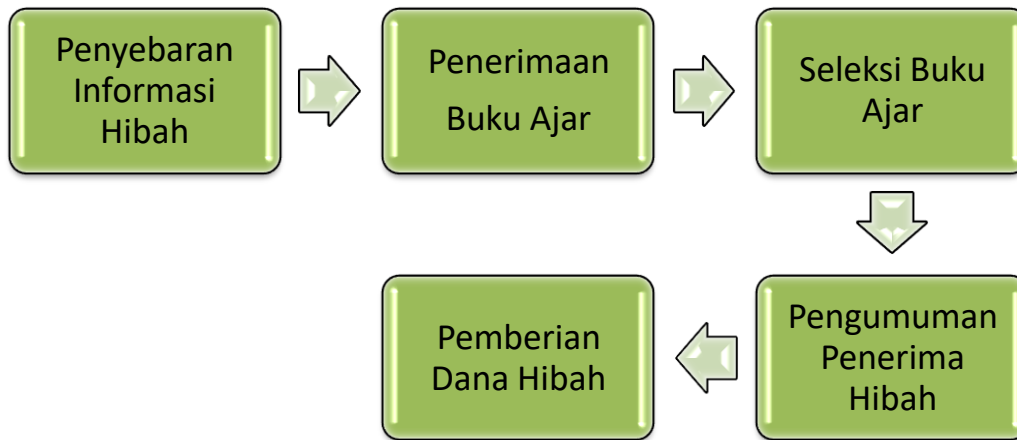 Penyebaran
Informasi
Hibah
Penerimaan
Buku Ajar
Seleksi Buku
Ajar
Pengumuman
Penerima
Hibah
Pemberian
Dana Hibah